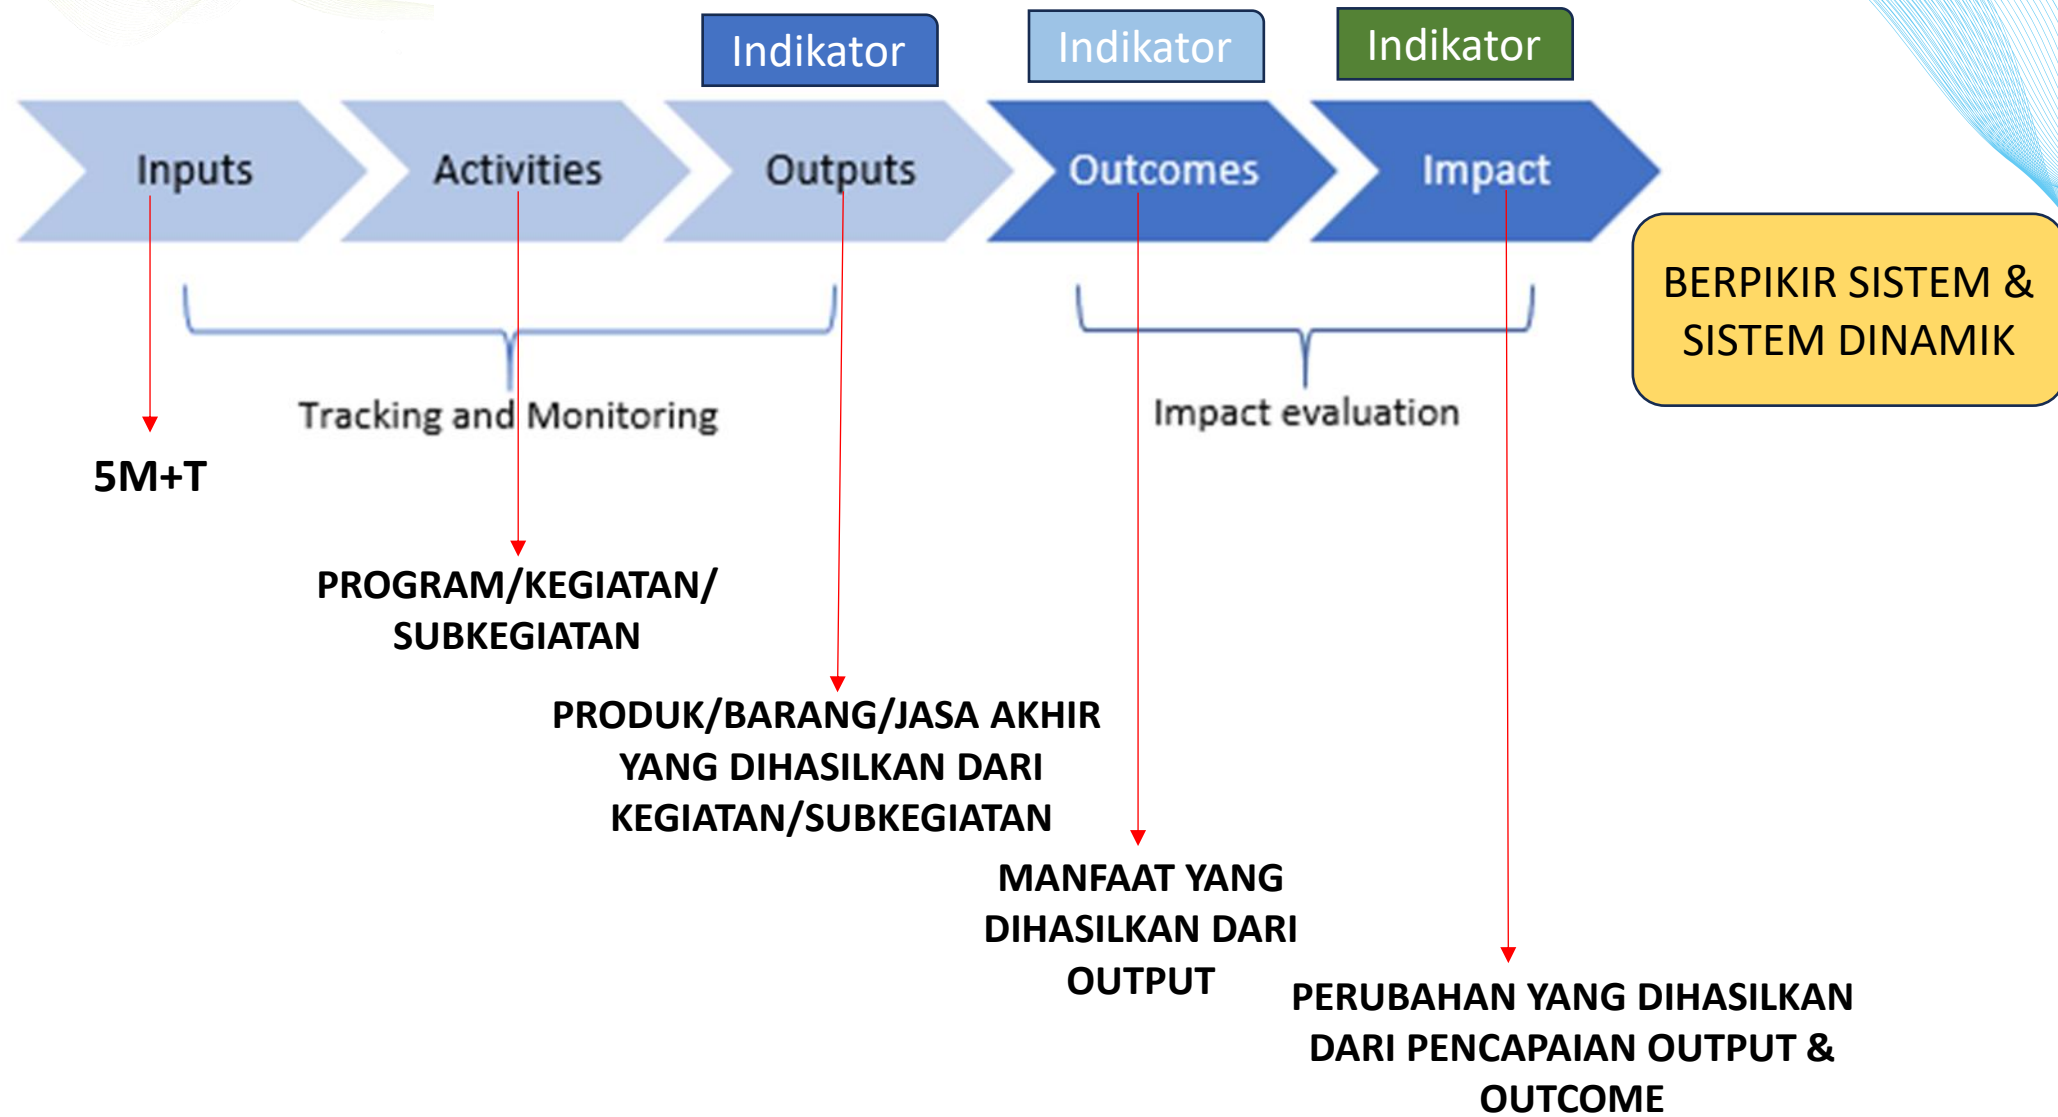 Indikator
Indikator
Indikator
Inputs
Activities
Outputs
Outcomes
Impact
BERPIKIR SISTEM &
SISTEM DINAMIK
Tracking and Monitoring
Impact evaluation
5M+T
PROGRAM/KEGIATAN/
SUBKEGIATAN
PRODUK/BARANG/JASA AKHIR
YANG DIHASILKAN DARI
KEGIATAN/SUBKEGIATAN
MANFAAT YANG
DIHASILKAN DARI
OUTPUT
PERUBAHAN YANG DIHASILKAN
DARI PENCAPAIAN OUTPUT &
OUTCOME